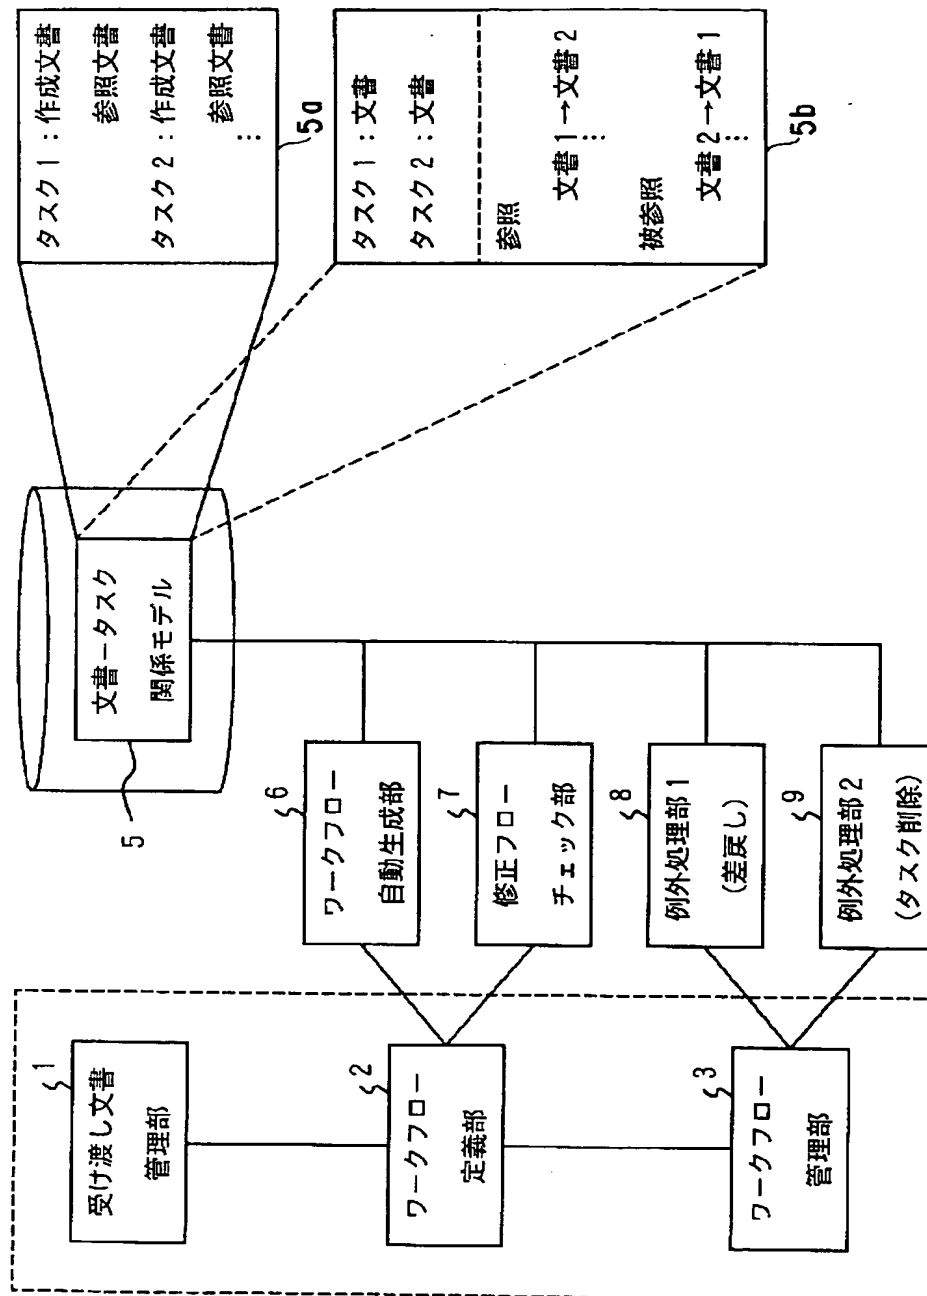 1
受け渡し文書
管理部
2
ワークフロー
定義部
3
ワークフロー
管理部
6
ワークフロー
自動生成部
7
修正フロー
チェック部
8
例外処理部1
(差戻し)
9
例外処理部2
(タスク削除)
5
文書-タスク
関係モデル
タスク1:作成文書
参照文書
タスク2:作成文書
参照文書
⋮
5a
タスク1:文書
タスク2:文書
参照
文書1→文書2
⋮
被参照
文書2→文書1
⋮
5b